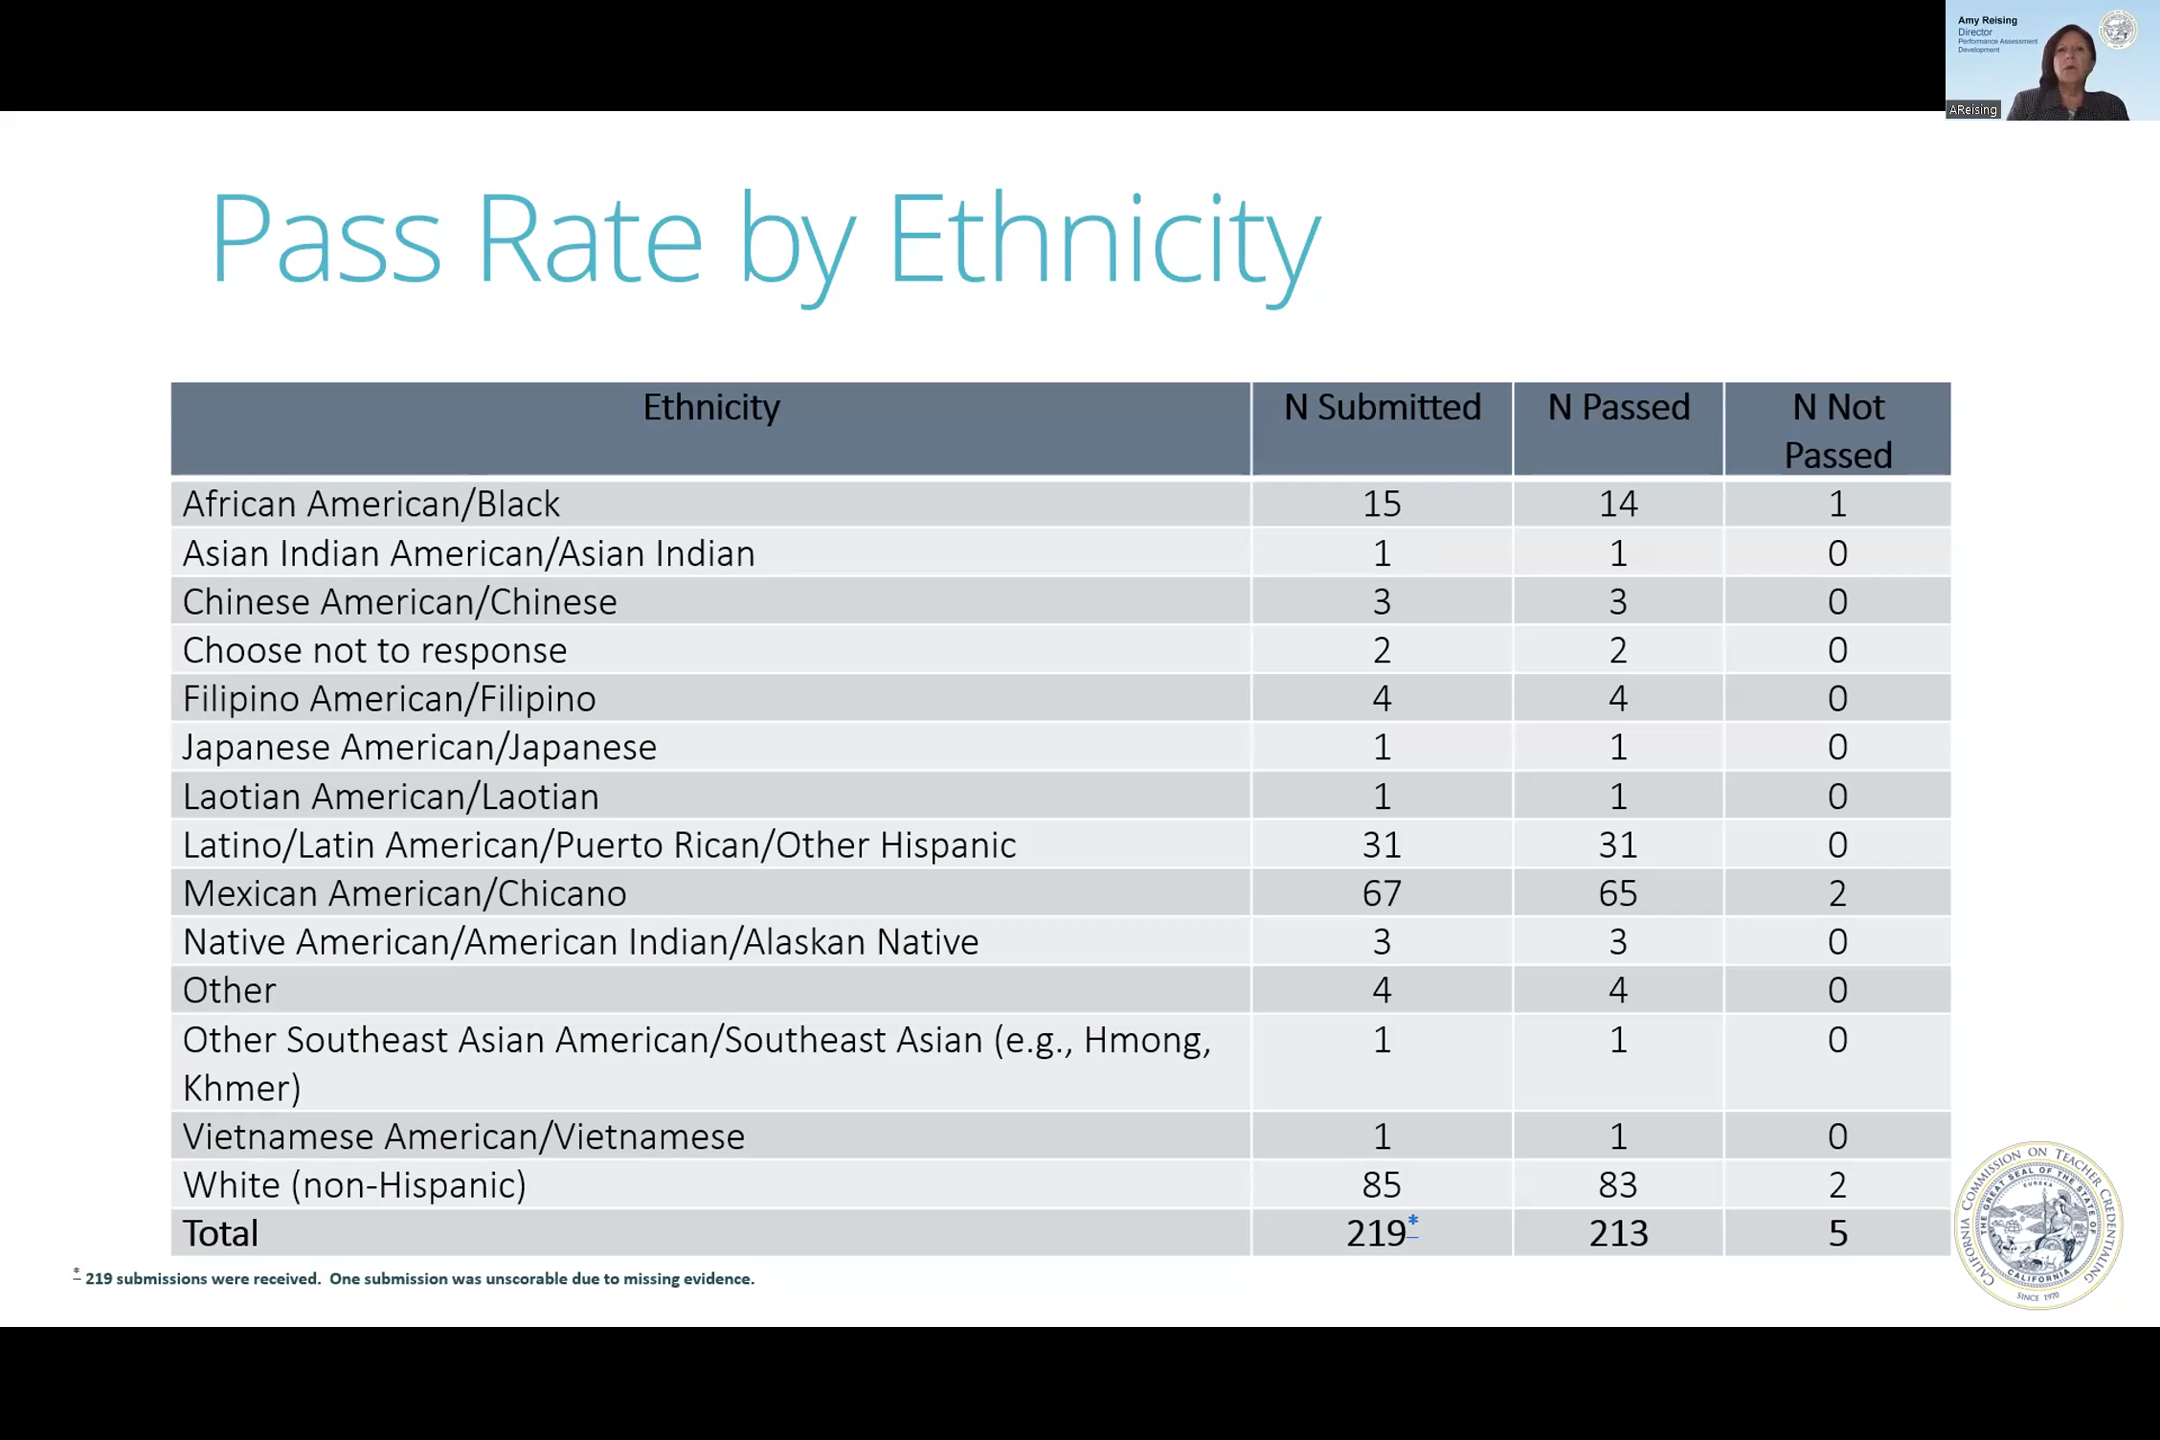 Amy Reising
Director
Performance Assessment
Development
AReising
Pass Rate by Ethnicity
Ethnicity N Submitted N Passed N Not
Passed
African American/Black 15 14 1
Asian Indian American/Asian Indian 1 1 0
Chinese American/Chinese 3 3 0
Choose not to response 2 2 0
Filipino American/Filipino 4 4 0
Japanese American/Japanese 1 1 0
Laotian American/Laotian 1 1 0
Latino/Latin American/Puerto Rican/Other Hispanic 31 31 0
Mexican American/Chicano 67 65 2
Native American/American Indian/Alaskan Native 3 3 0
Other 4 4 0
Other Southeast Asian American/Southeast Asian (e.g., Hmong, 1 1 0
Khmer)
Vietnamese American/Vietnamese 1 1 0
White (non-Hispanic) 85 83 2
Total 219* 213 5
* 219 submissions were received. One submission was unscorable due to missing evidence.
CALIFORNIA COMMISSION ON TEACHER CREDENTIALING
THE GREAT SEAL OF THE STATE OF
EUREKA
CALIFORNIA
SINCE 1970